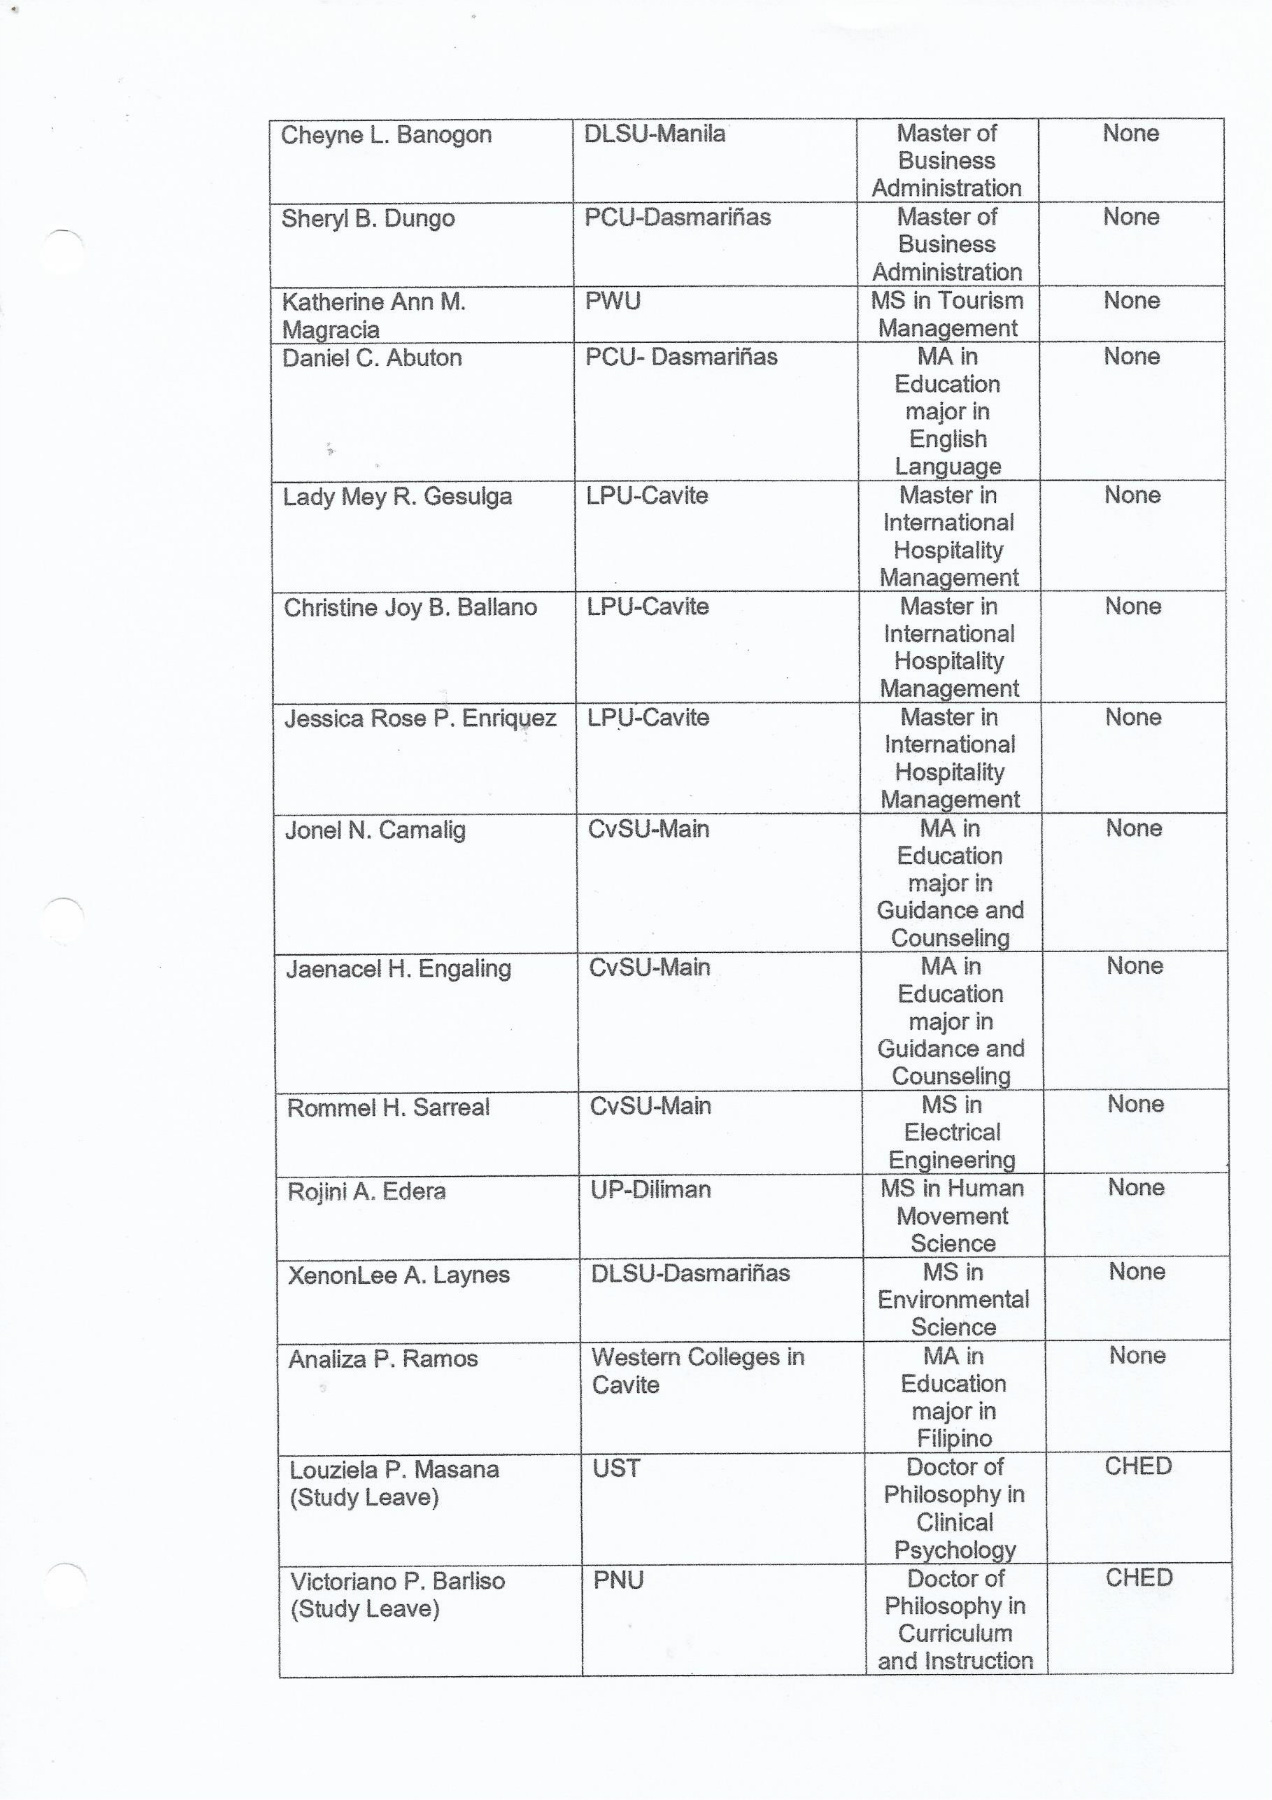 Cheyne L. Banogon DLSU-Manila Master of None
Business
Administration
Sheryl B. Dungo PCU-Dasmariñas Master of None
Business
Administration
Katherine Ann M. PWU MS in Tourism None
Magracia Management
Daniel C. Abuton PCU- Dasmariñas MA in None
Education
major in
English
Language
Lady Mey R. Gesulga LPU-Cavite Master in None
International
Hospitality
Management
Christine Joy B. Ballano LPU-Cavite Master in None
International
Hospitality
Management
Jessica Rose P. Enriquez LPU-Cavite Master in None
International
Hospitality
Management
Jonel N. Camalig CvSU-Main MA in None
Education
major in
Guidance and
Counseling
Jaenacel H. Engaling CvSU-Main MA in None
Education
major in
Guidance and
Counseling
Rommel H. Sarreal CvSU-Main MS in None
Electrical
Engineering
Rojini A. Edera UP-Diliman MS in Human None
Movement
Science
XenonLee A. Laynes DLSU-Dasmariñas MS in None
Environmental
Science
Analiza P. Ramos Western Colleges in MA in None
Cavite Education
major in
Filipino
Louziela P. Masana UST Doctor of CHED
(Study Leave) Philosophy in
Clinical
Psychology
Victoriano P. Barliso PNU Doctor of CHED
(Study Leave) Philosophy in
Curriculum
and Instruction